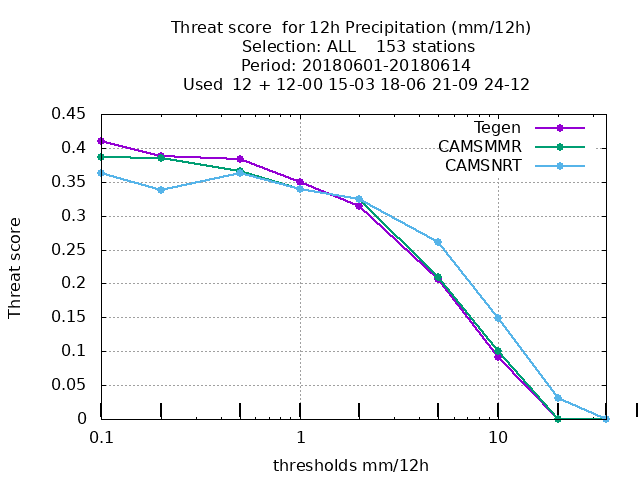 Threat score  for 12h Precipitation (mm/12h)
Selection: ALL    153 stations
Period: 20180601-20180614
Used  12 + 12-00 15-03 18-06 21-09 24-12
Tegen
CAMSMMR
CAMSNRT
Threat score
0.45
0.4
0.35
0.3
0.25
0.2
0.15
0.1
0.05
0
0.1 1 10
thresholds mm/12h